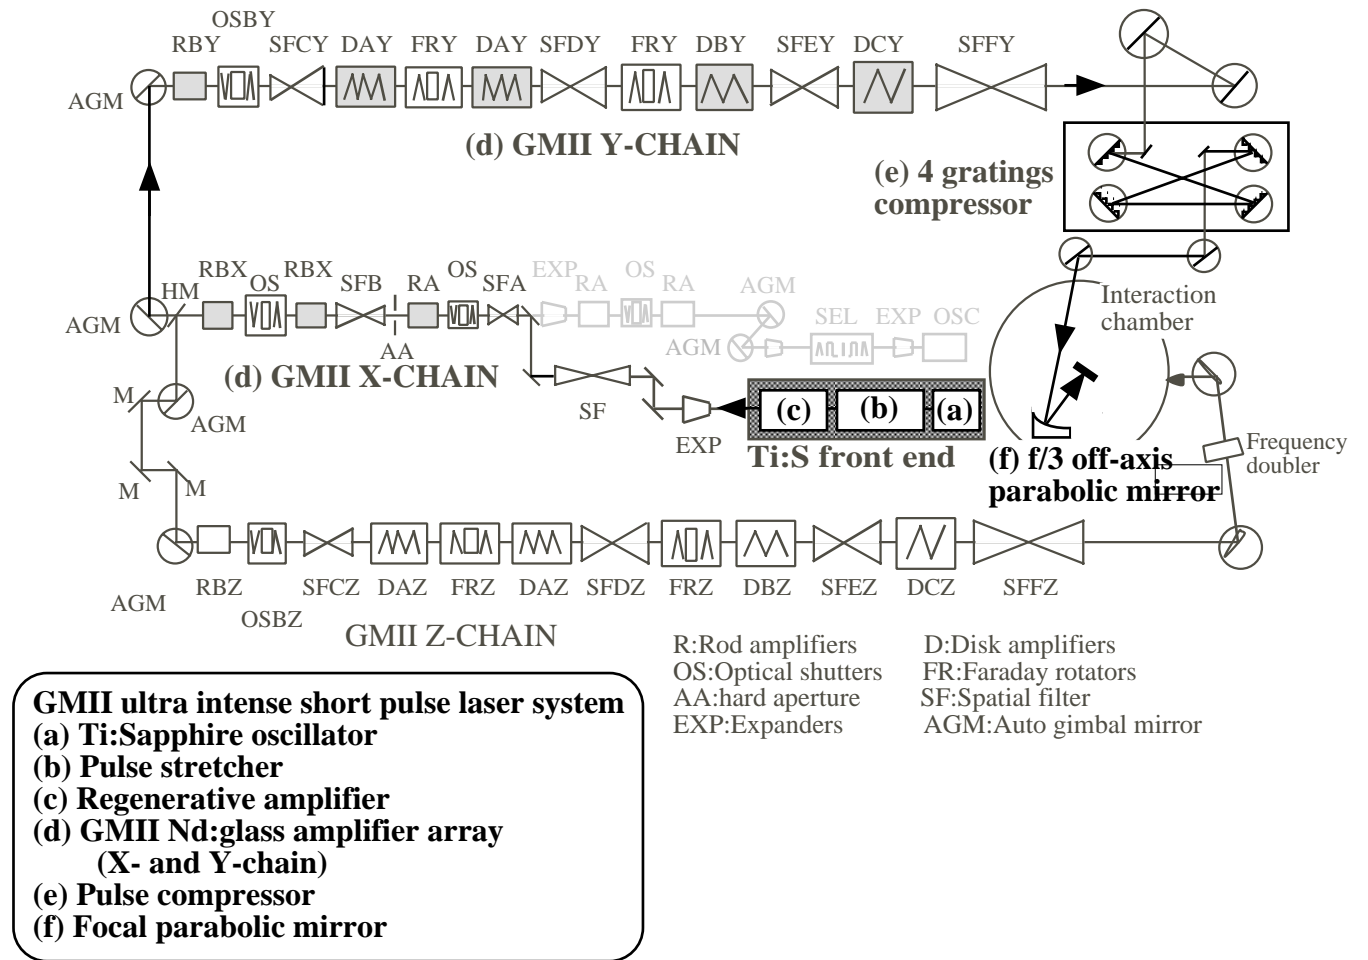 OSBY
RBY
SFCY
DAY
FRY
DAY
SFDY
FRY
DBY
SFEY
DCY
SFFY
AGM
(d) GMII Y-CHAIN
(e) 4 gratings
compressor
RBX
OS
RBX
SFB
RA
OS
SFA
EXP
RA
OS
RA
AGM
HM
AGM
AA
AGM
SEL
EXP
OSC
Interaction
chamber
(d) GMII X-CHAIN
M
AGM
SF
EXP
(c)
(b)
(a)
Ti:S front end
(f) f/3 off-axis
parabolic mirror
Frequency
doubler
M
M
AGM
RBZ
OSBZ
SFCZ
DAZ
FRZ
DAZ
SFDZ
FRZ
DBZ
SFEZ
DCZ
SFFZ
GMII Z-CHAIN
R:Rod amplifiers
D:Disk amplifiers
OS:Optical shutters
FR:Faraday rotators
AA:hard aperture
SF:Spatial filter
EXP:Expanders
AGM:Auto gimbal mirror
GMII ultra intense short pulse laser system
(a) Ti:Sapphire oscillator
(b) Pulse stretcher
(c) Regenerative amplifier
(d) GMII Nd:glass amplifier array
(X- and Y-chain)
(e) Pulse compressor
(f) Focal parabolic mirror